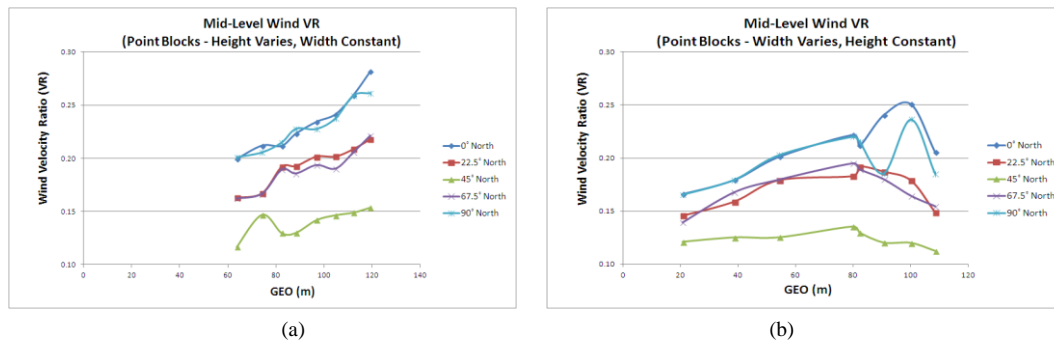 Mid-Level Wind VR
(Point Blocks - Height Varies, Width Constant)
Wind Velocity Ratio (VR)
0.30
0.25
0.20
0.15
0.10
0
20
40
60
80
100
120
140
GEO (m)
0° North
22.5° North
45° North
67.5° North
90° North
(a)
Mid-Level Wind VR
(Point Blocks - Width Varies, Height Constant)
Wind Velocity Ratio (VR)
0.30
0.25
0.20
0.15
0.10
0
20
40
60
80
100
120
GEO (m)
0° North
22.5° North
45° North
67.5° North
90° North
(b)